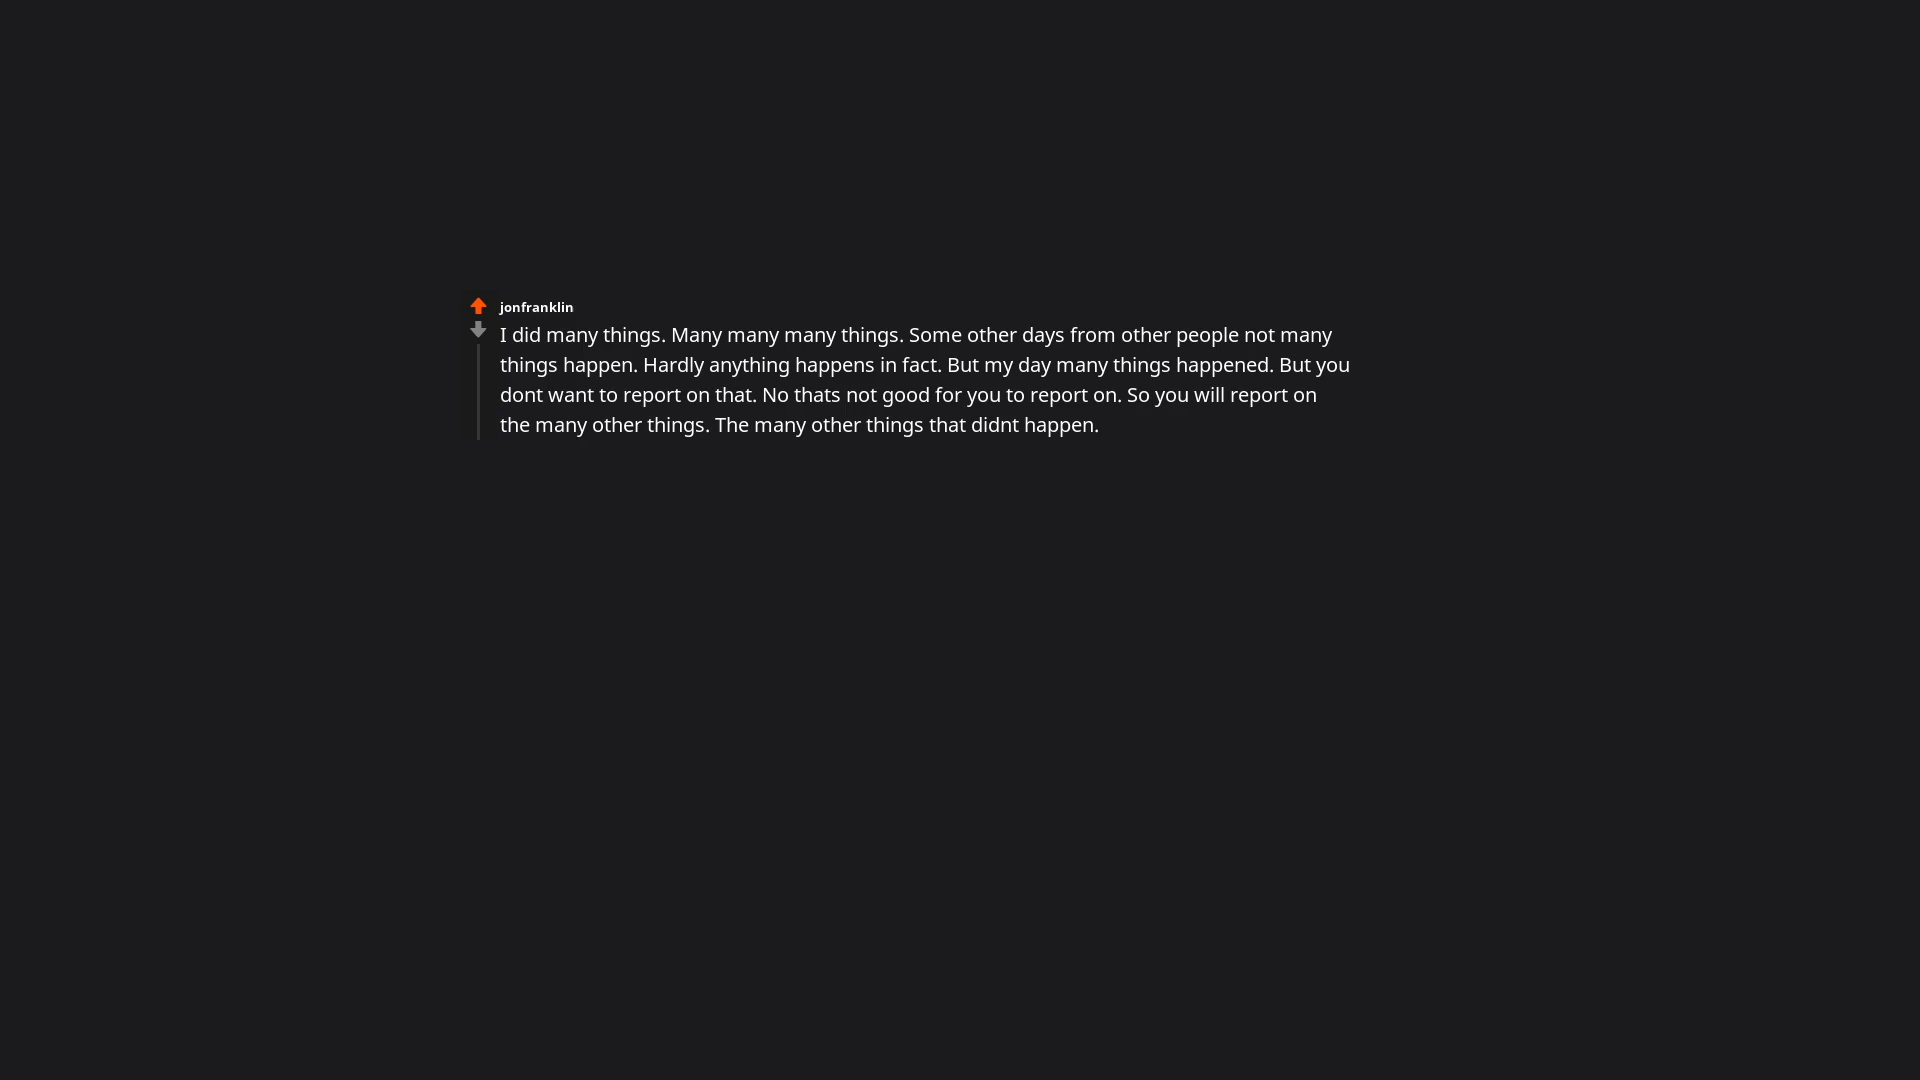 jonfranklin
I did many things. Many many many things. Some other days from other people not many
things happen. Hardly anything happens in fact. But my day many things happened. But you
dont want to report on that. No thats not good for you to report on. So you will report on
the many other things. The many other things that didnt happen.